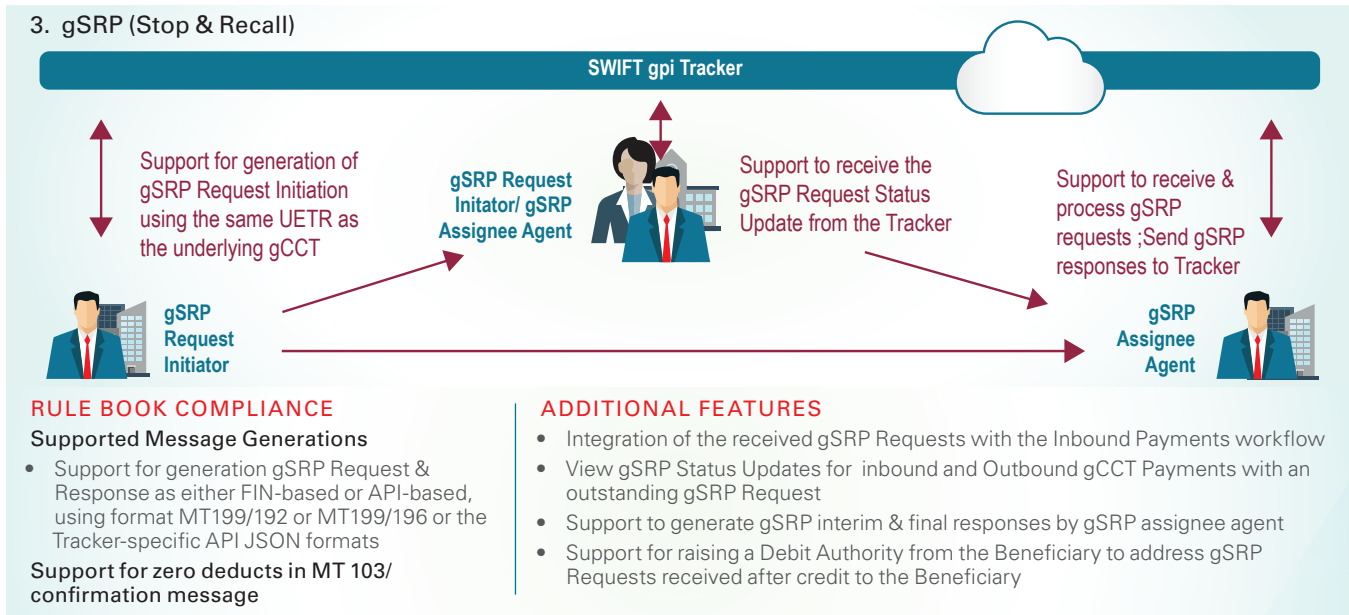 3. gSRP (Stop & Recall)
SWIFT gpi Tracker
Support for generation of
gSRP Request Initiation
using the same UETR as
the underlying gCCT
gSRP Request
Initator/ gSRP
Assignee Agent
Support to receive the
gSRP Request Status
Update from the Tracker
Support to receive &
process gSRP
requests ;Send gSRP
responses to Tracker
gSRP
Request
Initiator
gSRP
Assignee
Agent
RULE BOOK COMPLIANCE
Supported Message Generations
• Support for generation gSRP Request &
Response as either FIN-based or API-based,
using format MT199/192 or MT199/196 or the
Tracker-specific API JSON formats
Support for zero deducts in MT 103/
confirmation message
ADDITIONAL FEATURES
• Integration of the received gSRP Requests with the Inbound Payments workflow
• View gSRP Status Updates for inbound and Outbound gCCT Payments with an
outstanding gSRP Request
• Support to generate gSRP interim & final responses by gSRP assignee agent
• Support for raising a Debit Authority from the Beneficiary to address gSRP
Requests received after credit to the Beneficiary